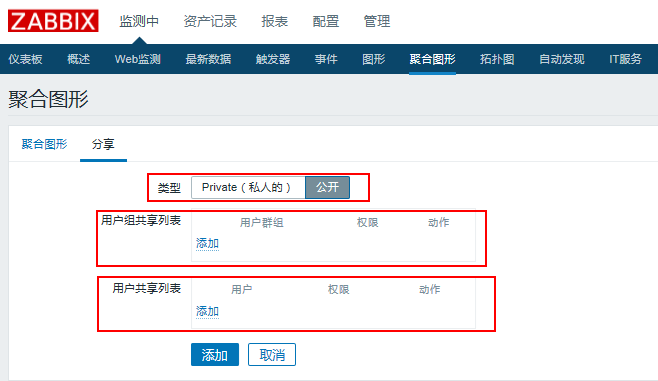 ZABBIX 监测中 资产记录 报表 配置 管理
仪表板 概述 Web监测 最新数据 触发器 事件 图形 聚合图形 拓扑图 自动发现 IT服务
聚合图形
聚合图形 分享
类型 Private（私人的） 公开
用户组共享列表 用户群组 权限 动作
添加
用户共享列表 用户 权限 动作
添加
添加 取消